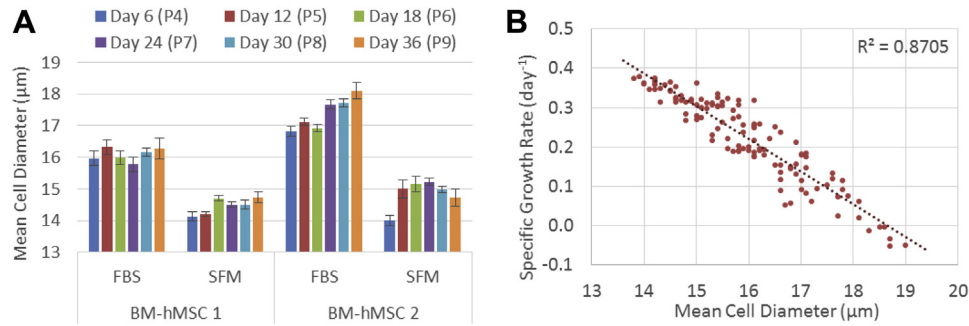 A
Day 6 (P4) Day 12 (P5) Day 18 (P6)
Day 24 (P7) Day 30 (P8) Day 36 (P9)
Mean Cell Diameter (μm)
19
18
17
16
15
14
13
FBS SFM FBS SFM
BM-hMSC 1 BM-hMSC 2
B
R² = 0.8705
Specific Growth Rate (day⁻¹)
0.5
0.4
0.3
0.2
0.1
0.0
-0.1
13 14 15 16 17 18 19 20
Mean Cell Diameter (μm)